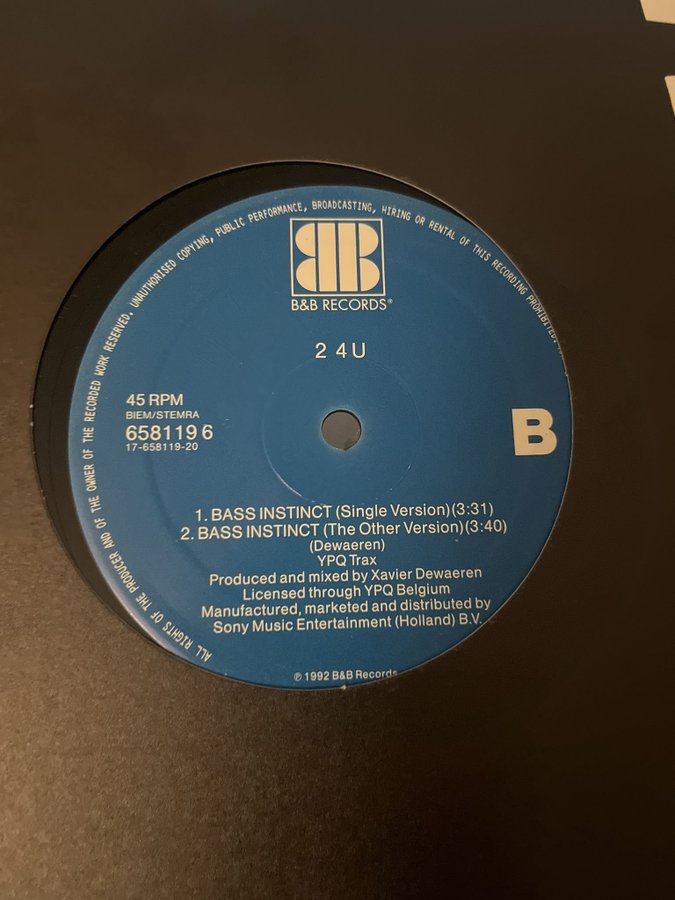 ALL RIGHTS OF THE PRODUCER AND OF THE OWNER OF THE RECORDED WORK RESERVED. UNAUTHORISED COPYING, PUBLIC PERFORMANCE, BROADCASTING, HIRING OR RENTAL OF THIS RECORDING PROHIBITED.
BB
B&B RECORDS®
2 4U
45 RPM
BIEM/STEMRA
658119 6
17-658119-20
B
1. BASS INSTINCT (Single Version)(3:31)
2. BASS INSTINCT (The Other Version)(3:40)
(Dewaeren)
YPQ Trax
Produced and mixed by Xavier Dewaeren
Licensed through YPQ Belgium
Manufactured, marketed and distributed by
Sony Music Entertainment (Holland) B.V.
℗ 1992 B&B Records